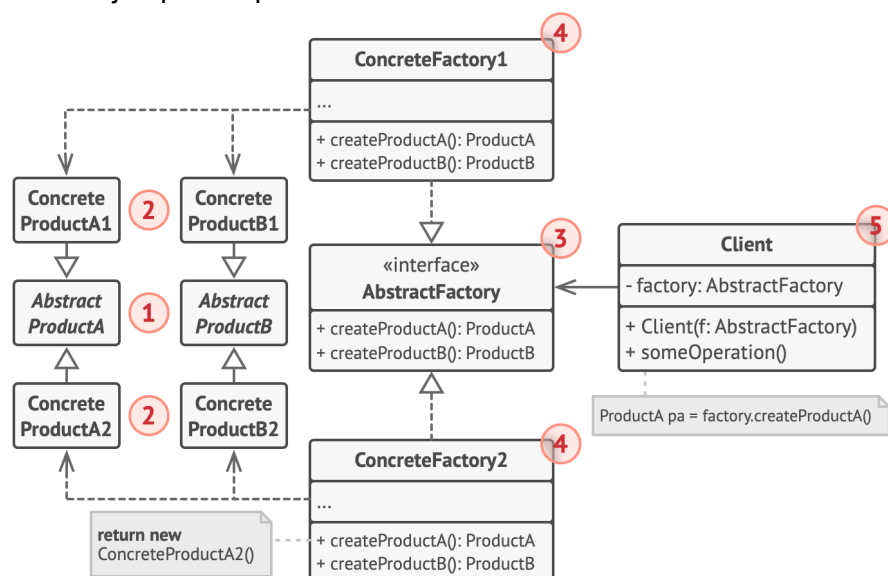 4
ConcreteFactory1
...
+ createProductA(): ProductA
+ createProductB(): ProductB
Concrete
ProductA1
2
Concrete
ProductB1
Abstract
ProductA
1
Abstract
ProductB
Concrete
ProductA2
2
Concrete
ProductB2
3
«interface»
AbstractFactory
+ createProductA(): ProductA
+ createProductB(): ProductB
5
Client
- factory: AbstractFactory
+ Client(f: AbstractFactory)
+ someOperation()
ProductA pa = factory.createProductA()
4
ConcreteFactory2
...
+ createProductA(): ProductA
+ createProductB(): ProductB
return new
ConcreteProductA2()